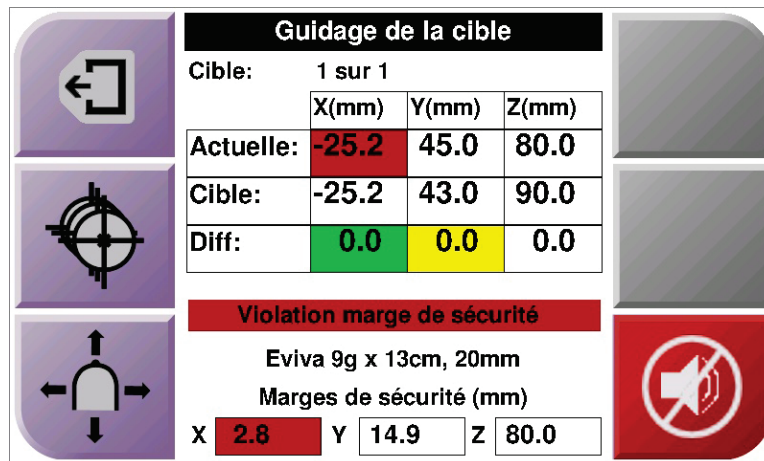 Guidage de la cible
Cible: 1 sur 1
X(mm) Y(mm) Z(mm)
Actuelle: -25.2 45.0 80.0
Cible: -25.2 43.0 90.0
Diff: 0.0 0.0 0.0
Violation marge de sécurité
Eviva 9g x 13cm, 20mm
Marges de sécurité (mm)
X 2.8 Y 14.9 Z 80.0